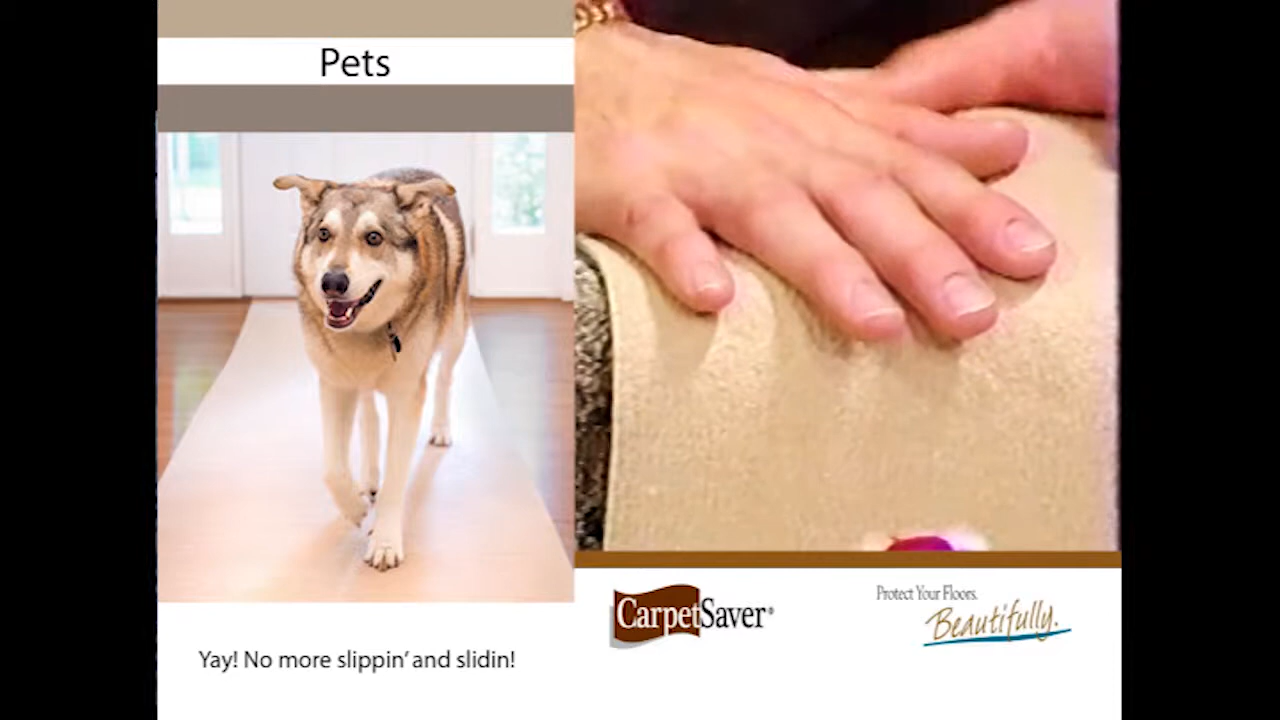 Pets
Yay! No more slippin' and slidin!
CarpetSaver®
Protect Your Floors.
Beautifully.